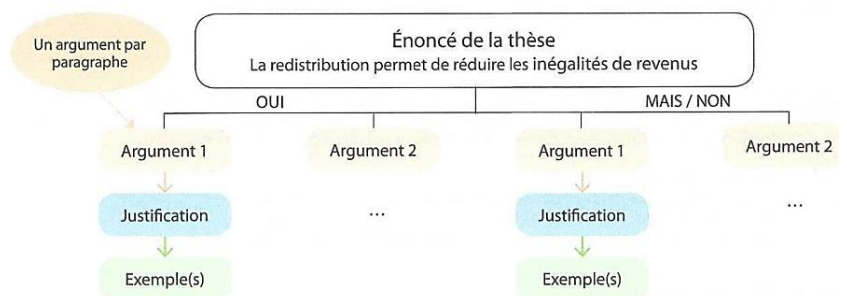 Un argument par
paragraphe
Énoncé de la thèse
La redistribution permet de réduire les inégalités de revenus
OUI
MAIS / NON
Argument 1
Argument 2
Argument 1
Argument 2
Justification
...
Justification
...
Exemple(s)
Exemple(s)